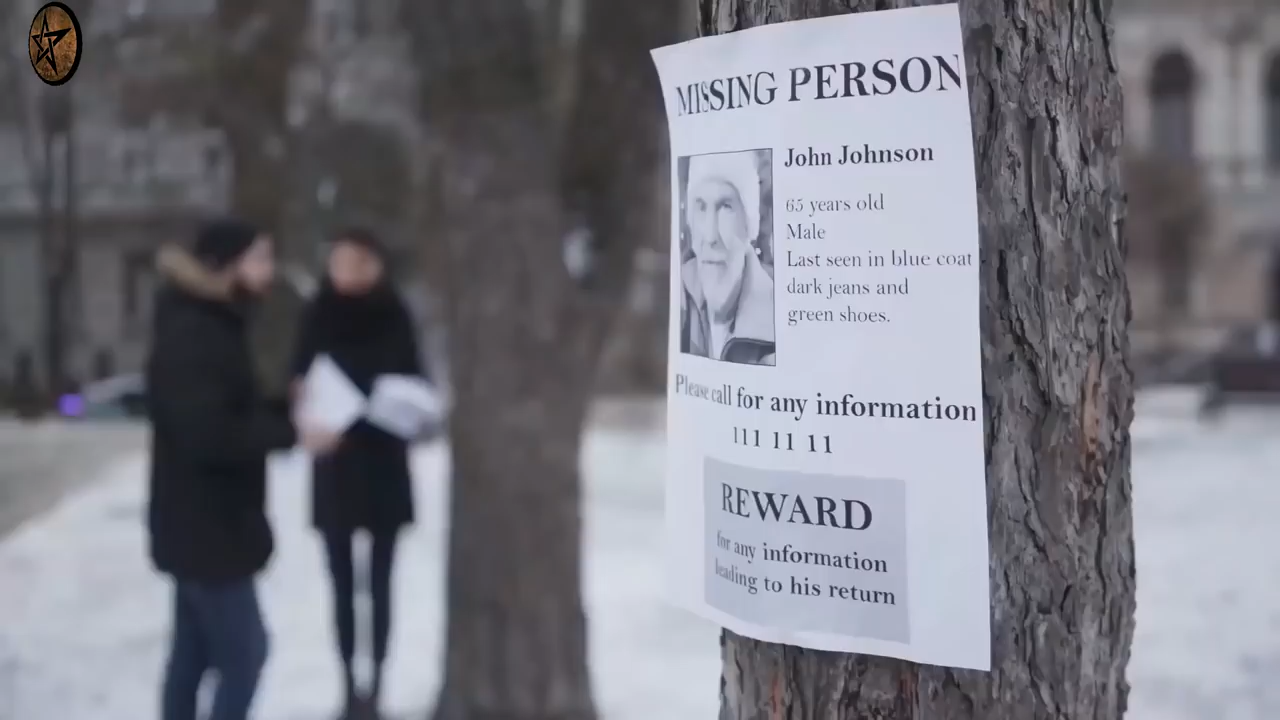 MISSING PERSON
John Johnson
65 years old
Male
Last seen in blue coat
dark jeans and
green shoes.
Please call for any information
111 11 11
REWARD
for any information
leading to his return